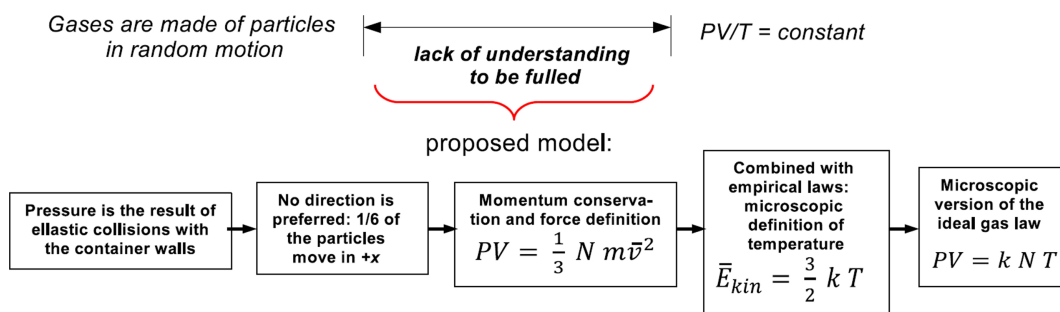 Gases are made of particles
in random motion
PV/T = constant
lack of understanding
to be fulled
proposed model:
Pressure is the result of
ellastic collisions with
the container walls
No direction is
preferred: 1/6 of
the particles
move in +x
Momentum conserva-
tion and force definition
PV = 1/3 N m v̄²
Combined with
empirical laws:
microscopic
definition of
temperature
Ē_kin = 3/2 k T
Microscopic
version of the
ideal gas law
PV = k N T